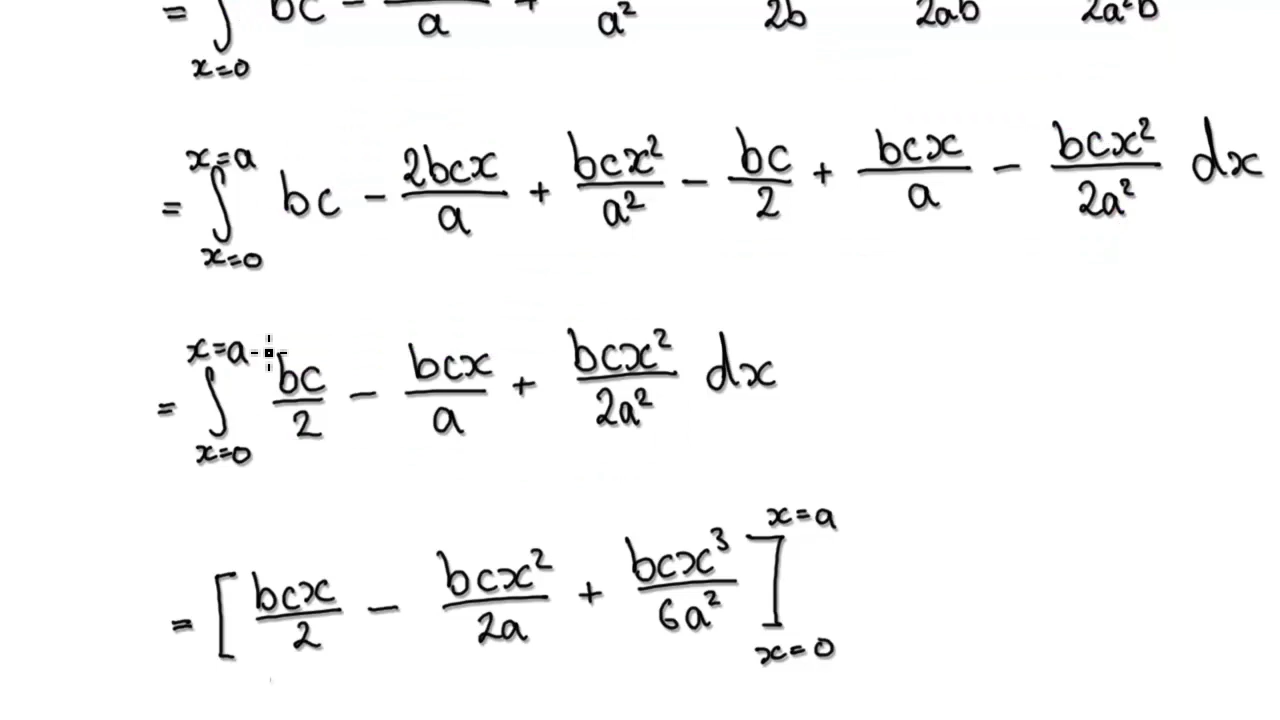 = ∫_{x=0} bc - —/a + —/a² 2b 2ab 2a²b
= ∫_{x=0}^{x=a} bc - 2bcx/a + bcx²/a² - bc/2 + bcx/a - bcx²/2a² dx
= ∫_{x=0}^{x=a} bc/2 - bcx/a + bcx²/2a² dx
= [bcx/2 - bcx²/2a + bcx³/6a²]_{x=0}^{x=a}